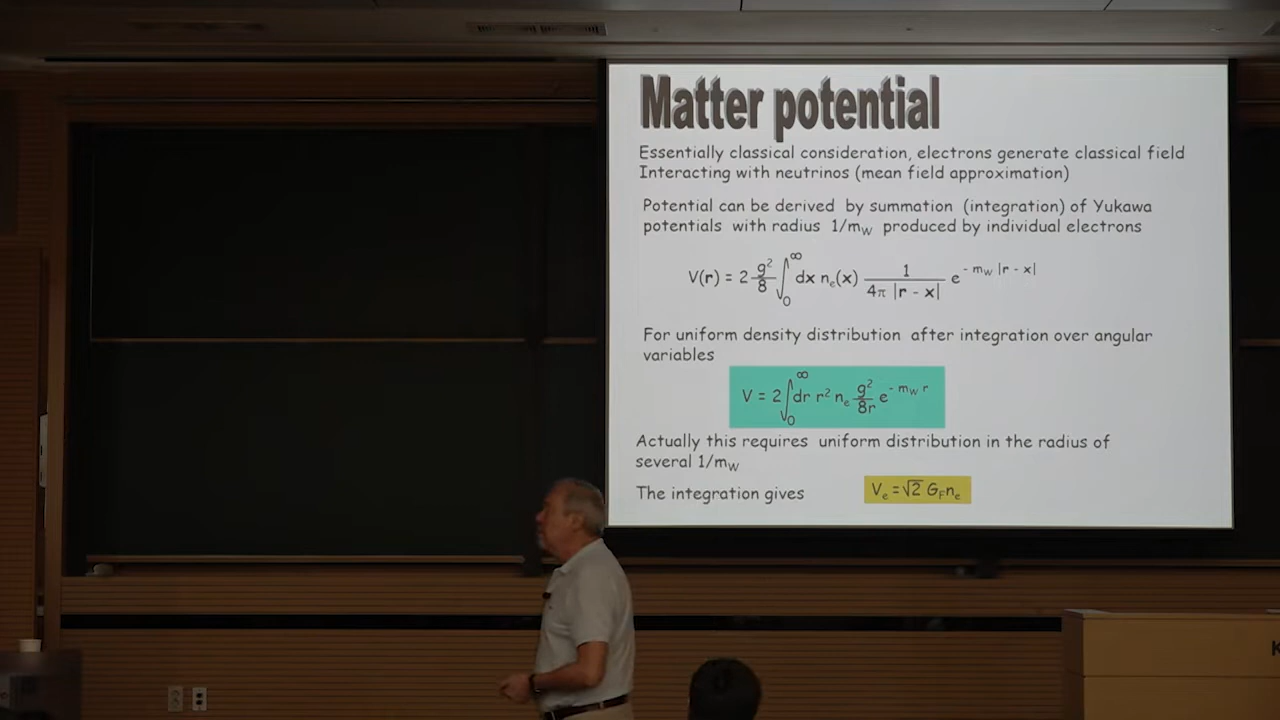 Matter potential
Essentially classical consideration, electrons generate classical field
Interacting with neutrinos (mean field approximation)
Potential can be derived by summation (integration) of Yukawa
potentials with radius 1/m_W produced by individual electrons
V(r) = 2 g²/8 ∫₀^∞ dx n_e(x) 1/(4π |r - x|) e^(- m_W |r - x|)
For uniform density distribution after integration over angular
variables
V = 2 ∫₀^∞ dr r² n_e g²/(8r) e^(- m_W r)
Actually this requires uniform distribution in the radius of
several 1/m_W
The integration gives V_e = √2 G_F n_e
K